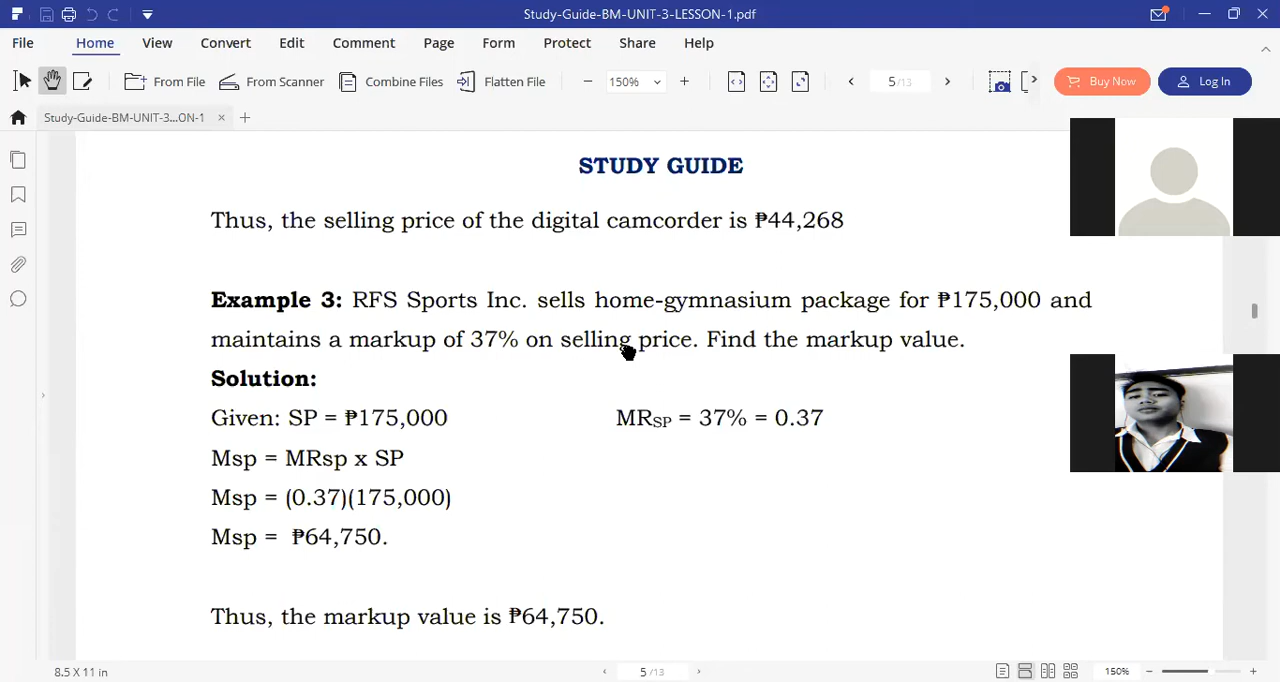 Study-Guide-BM-UNIT-3-LESSON-1.pdf
File Home View Convert Edit Comment Page Form Protect Share Help
From File From Scanner Combine Files Flatten File 150% 5/13 Buy Now Log In
Study-Guide-BM-UNIT-3...ON-1
STUDY GUIDE
Thus, the selling price of the digital camcorder is ₱44,268
Example 3: RFS Sports Inc. sells home-gymnasium package for ₱175,000 and
maintains a markup of 37% on selling price. Find the markup value.
Solution:
Given: SP = ₱175,000 MRSP = 37% = 0.37
Msp = MRsp x SP
Msp = (0.37)(175,000)
Msp = ₱64,750.
Thus, the markup value is ₱64,750.
8.5 X 11 in 5/13 150%